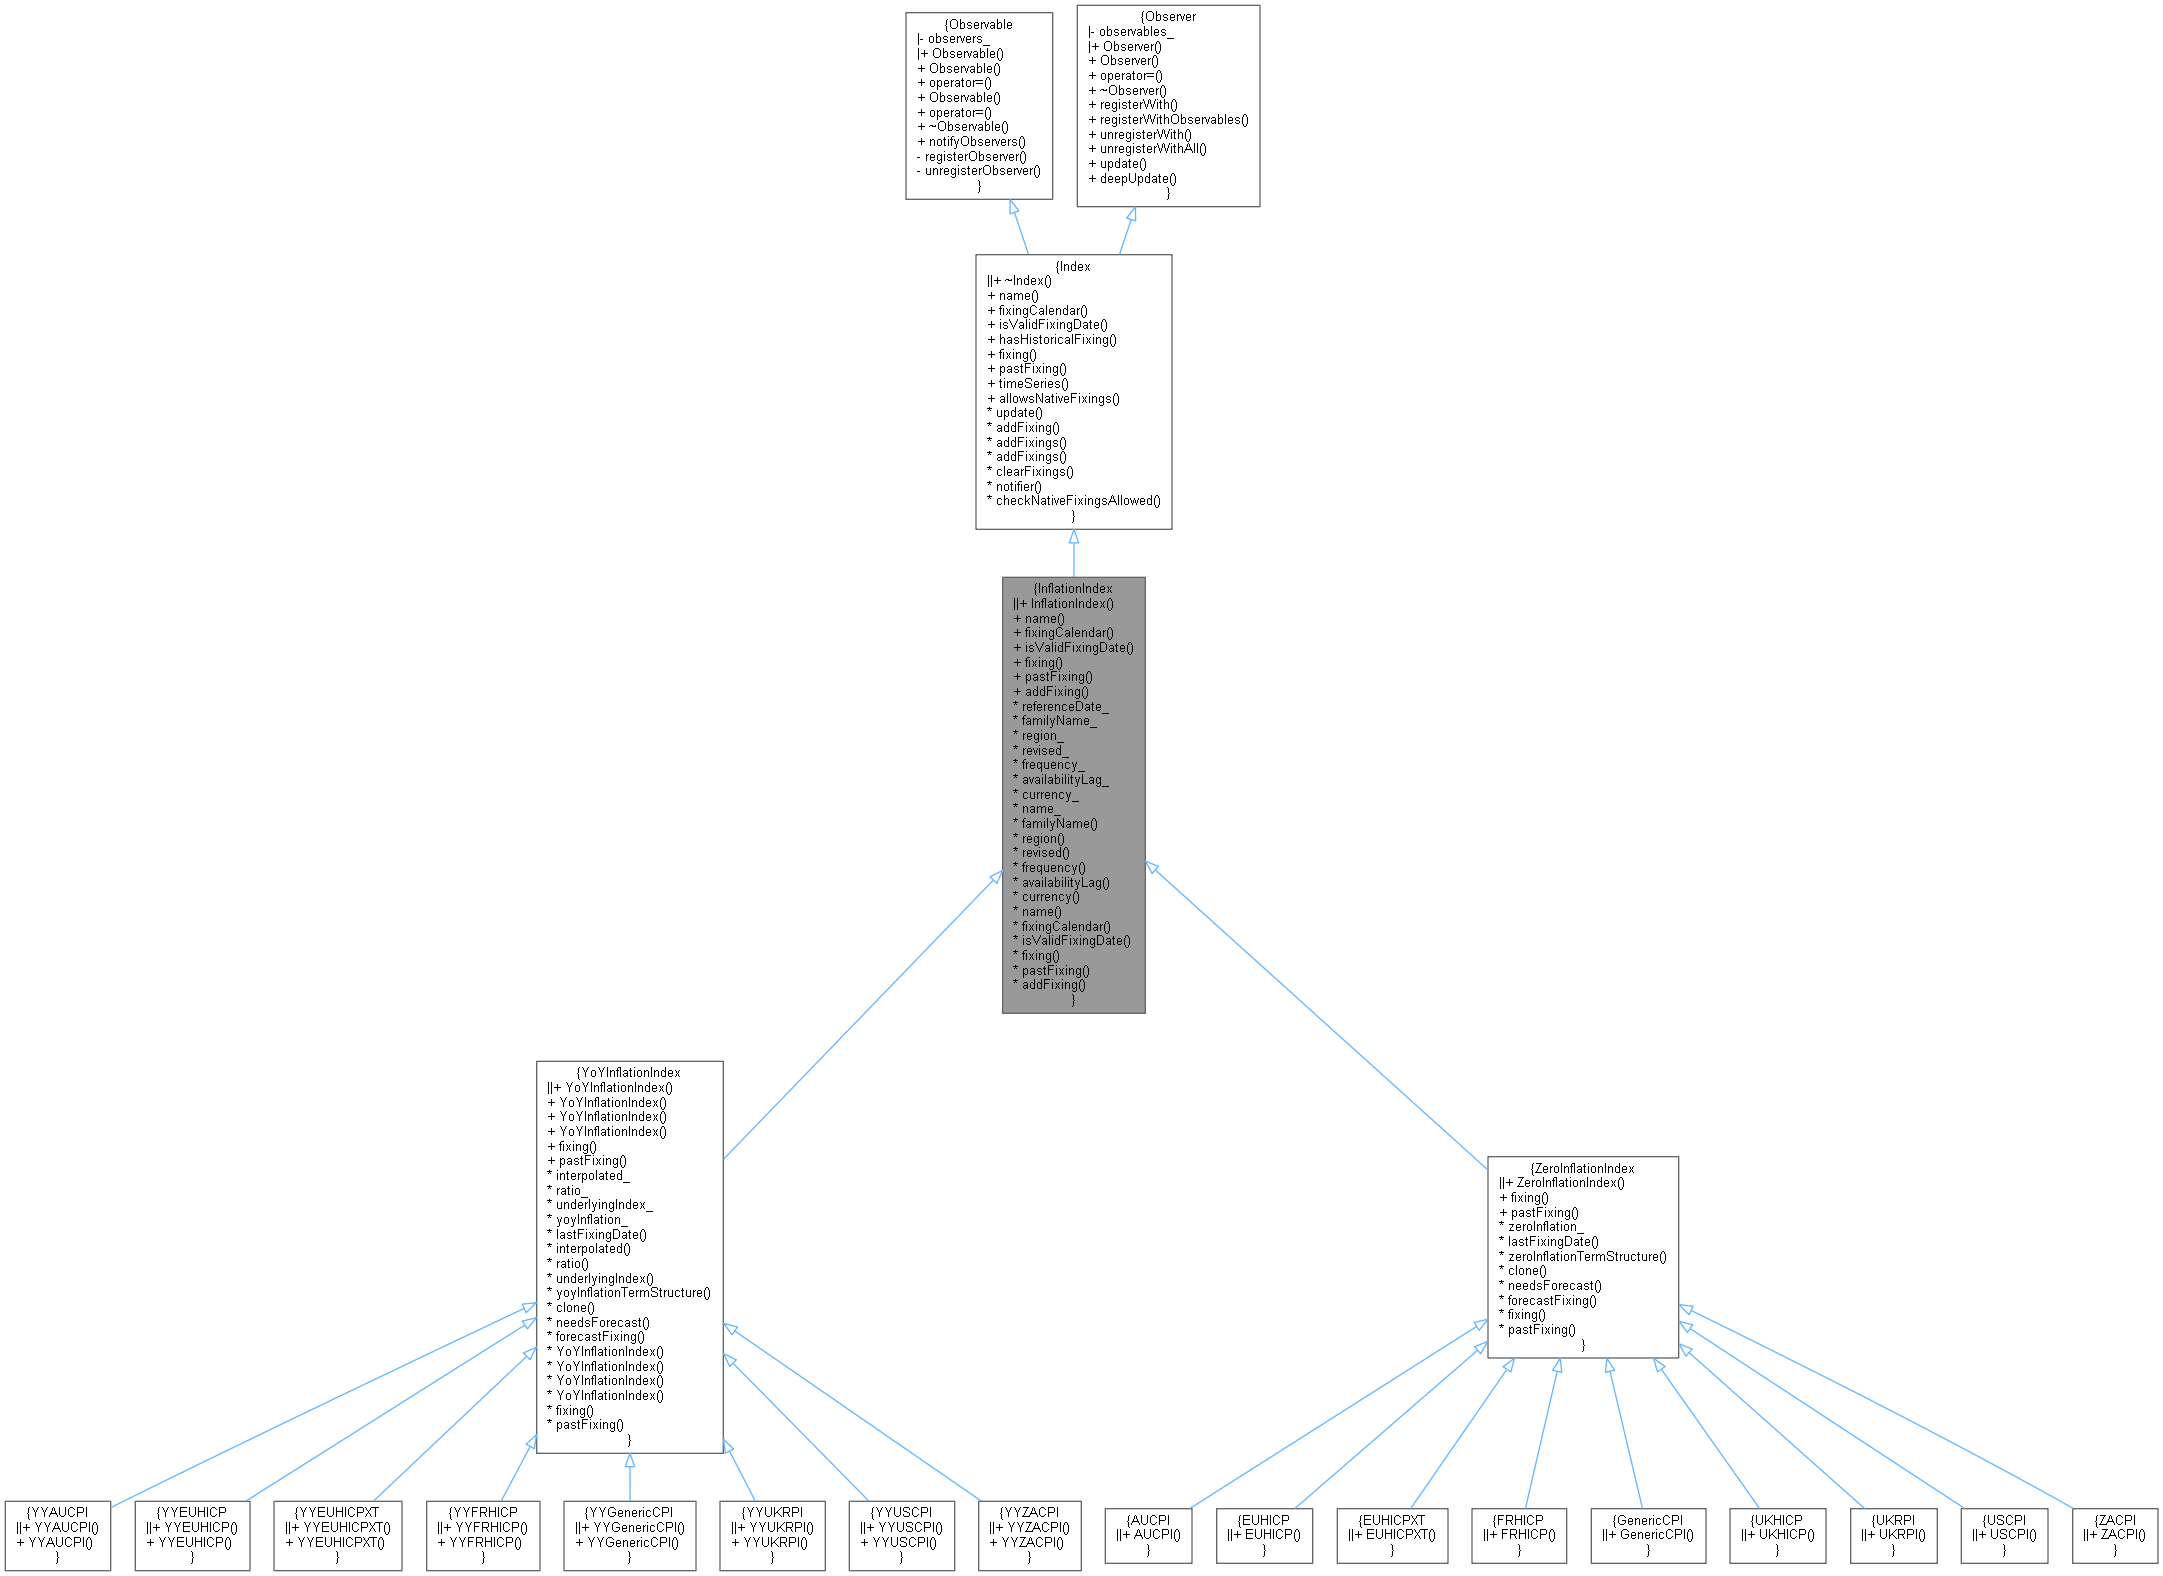 {Observable
|- observers_
|+ Observable()
+ Observable()
+ operator=()
+ Observable()
+ operator=()
+ ~Observable()
+ notifyObservers()
- registerObserver()
- unregisterObserver()
}
{Observer
|- observables_
|+ Observer()
+ Observer()
+ operator=()
+ ~Observer()
+ registerWith()
+ registerWithObservables()
+ unregisterWith()
+ unregisterWithAll()
+ update()
+ deepUpdate()
}
{Index
||+ ~Index()
+ name()
+ fixingCalendar()
+ isValidFixingDate()
+ hasHistoricalFixing()
+ fixing()
+ pastFixing()
+ timeSeries()
+ allowsNativeFixings()
* update()
* addFixing()
* addFixings()
* addFixings()
* clearFixings()
* notifier()
* checkNativeFixingsAllowed()
}
{InflationIndex
||+ InflationIndex()
+ name()
+ fixingCalendar()
+ isValidFixingDate()
+ fixing()
+ pastFixing()
+ addFixing()
* referenceDate_
* familyName_
* region_
* revised_
* frequency_
* availabilityLag_
* currency_
* name_
* familyName()
* region()
* revised()
* frequency()
* availabilityLag()
* currency()
* name()
* fixingCalendar()
* isValidFixingDate()
* fixing()
* pastFixing()
* addFixing()
}
{YoYInflationIndex
||+ YoYInflationIndex()
+ YoYInflationIndex()
+ YoYInflationIndex()
+ YoYInflationIndex()
+ fixing()
+ pastFixing()
* interpolated_
* ratio_
* underlyingIndex_
* yoyInflation_
* lastFixingDate()
* interpolated()
* ratio()
* underlyingIndex()
* yoyInflationTermStructure()
* clone()
* needsForecast()
* forecastFixing()
* YoYInflationIndex()
* YoYInflationIndex()
* YoYInflationIndex()
* YoYInflationIndex()
* fixing()
* pastFixing()
}
{ZeroInflationIndex
||+ ZeroInflationIndex()
+ fixing()
+ pastFixing()
* zeroInflation_
* lastFixingDate()
* zeroInflationTermStructure()
* clone()
* needsForecast()
* forecastFixing()
* fixing()
* pastFixing()
}
{YYAUCPI
||+ YYAUCPI()
+ YYAUCPI()
}
{YYEUHICP
||+ YYEUHICP()
+ YYEUHICP()
}
{YYEUHICPXT
||+ YYEUHICPXT()
+ YYEUHICPXT()
}
{YYFRHICP
||+ YYFRHICP()
+ YYFRHICP()
}
{YYGenericCPI
||+ YYGenericCPI()
+ YYGenericCPI()
}
{YYUKRPI
||+ YYUKRPI()
+ YYUKRPI()
}
{YYUSCPI
||+ YYUSCPI()
+ YYUSCPI()
}
{YYZACPI
||+ YYZACPI()
+ YYZACPI()
}
{AUCPI
||+ AUCPI()
}
{EUHICP
||+ EUHICP()
}
{EUHICPXT
||+ EUHICPXT()
}
{FRHICP
||+ FRHICP()
}
{GenericCPI
||+ GenericCPI()
}
{UKHICP
||+ UKHICP()
}
{UKRPI
||+ UKRPI()
}
{USCPI
||+ USCPI()
}
{ZACPI
||+ ZACPI()
}